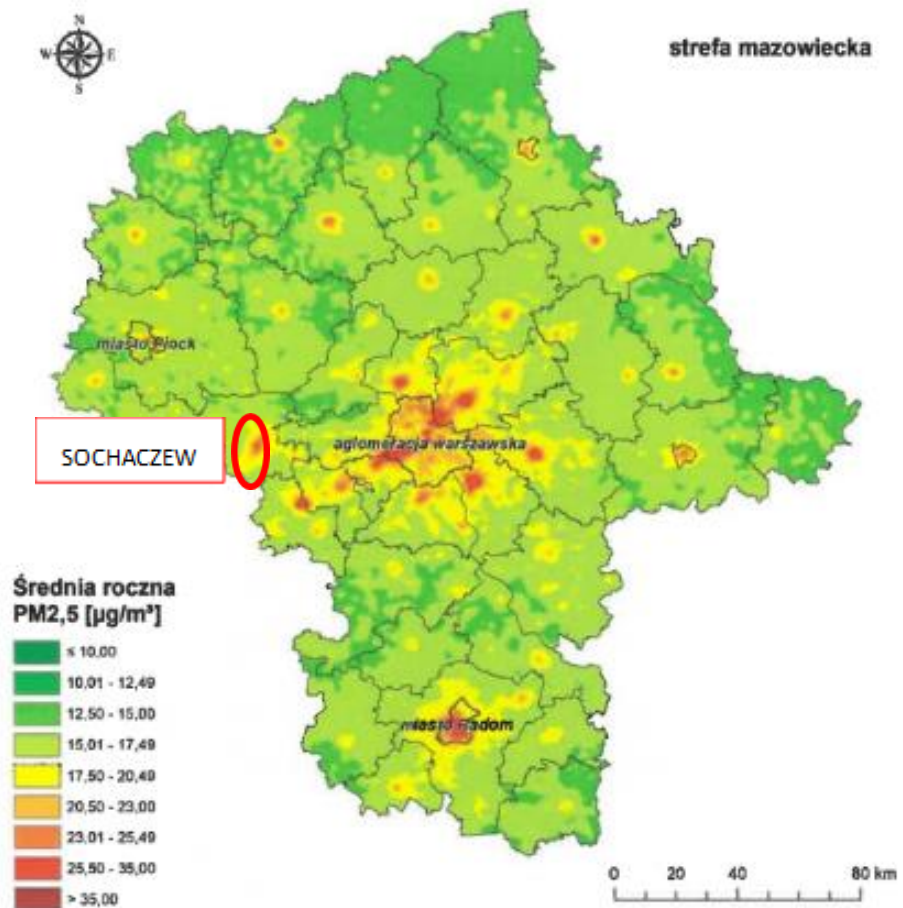 N
W E
S
strefa mazowiecka
miasto Płock
SOCHACZEW
aglomeracja warszawska
Średnia roczna
PM2,5 [µg/m³]
≤ 10,00
10,01 - 12,49
12,50 - 15,00
15,01 - 17,49
17,50 - 20,49
20,50 - 23,00
23,01 - 25,49
25,50 - 35,00
> 35,00
miasto Radom
0 20 40 80 km